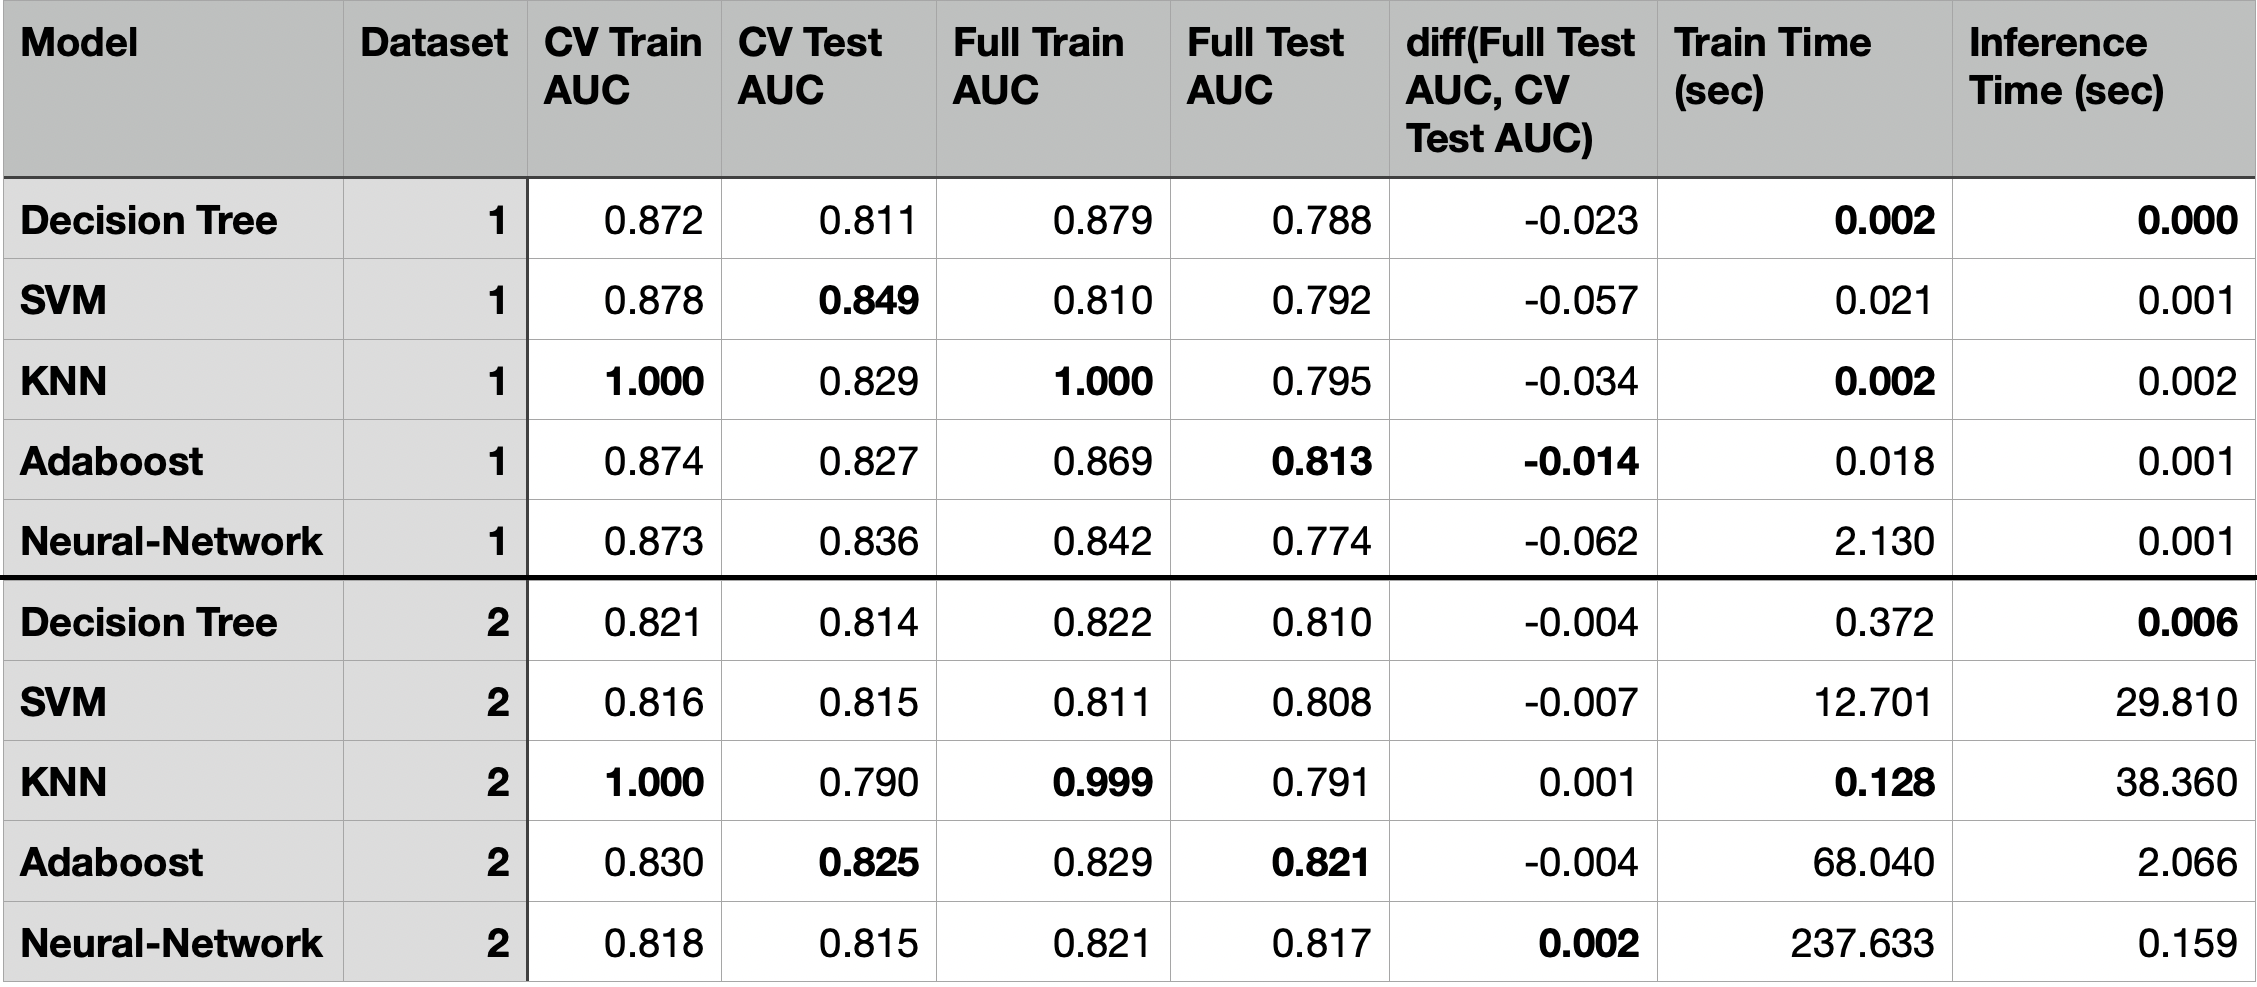 Model Dataset CV Train AUC CV Test AUC Full Train AUC Full Test AUC diff(Full Test AUC, CV Test AUC) Train Time (sec) Inference Time (sec)
Decision Tree 1 0.872 0.811 0.879 0.788 -0.023 0.002 0.000
SVM 1 0.878 0.849 0.810 0.792 -0.057 0.021 0.001
KNN 1 1.000 0.829 1.000 0.795 -0.034 0.002 0.002
Adaboost 1 0.874 0.827 0.869 0.813 -0.014 0.018 0.001
Neural-Network 1 0.873 0.836 0.842 0.774 -0.062 2.130 0.001
Decision Tree 2 0.821 0.814 0.822 0.810 -0.004 0.372 0.006
SVM 2 0.816 0.815 0.811 0.808 -0.007 12.701 29.810
KNN 2 1.000 0.790 0.999 0.791 0.001 0.128 38.360
Adaboost 2 0.830 0.825 0.829 0.821 -0.004 68.040 2.066
Neural-Network 2 0.818 0.815 0.821 0.817 0.002 237.633 0.159